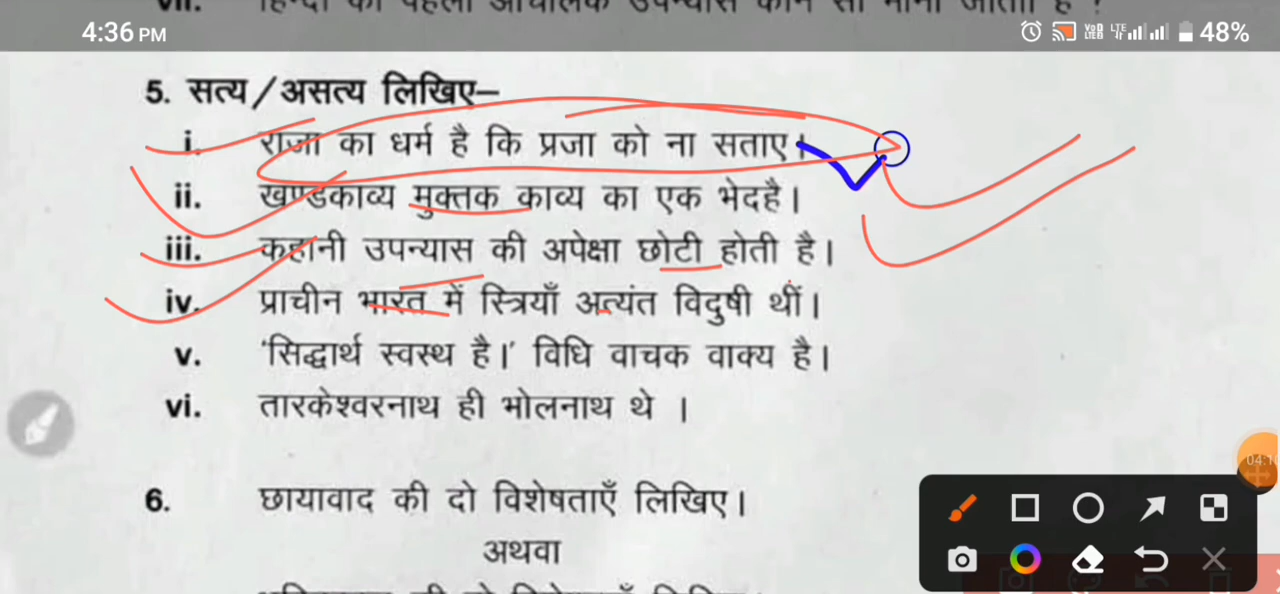 4:36 PM
48%
5. सत्य/असत्य लिखिए–
i. राजा का धर्म है कि प्रजा को ना सताए।
ii. खण्डकाव्य मुक्तक काव्य का एक भेदहै।
iii. कहानी उपन्यास की अपेक्षा छोटी होती है।
iv. प्राचीन भारत में स्त्रियाँ अत्यंत विदुषी थीं।
v. 'सिद्धार्थ स्वस्थ है।' विधि वाचक वाक्य है।
vi. तारकेश्वरनाथ ही भोलनाथ थे ।
6. छायावाद की दो विशेषताएँ लिखिए।
अथवा